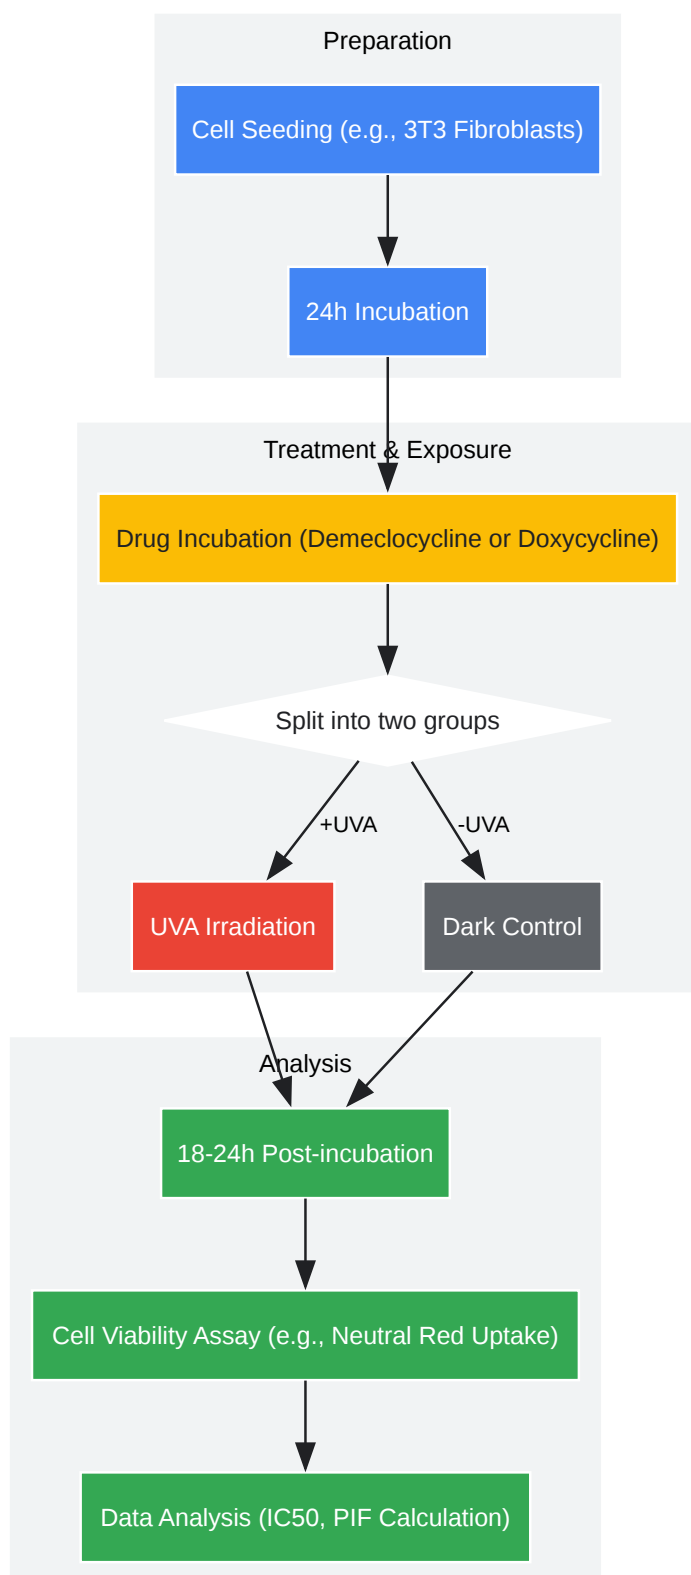 Preparation
Cell Seeding (e.g., 3T3 Fibroblasts)
24h Incubation
Treatment & Exposure
Drug Incubation (Demeclocycline or Doxycycline)
Split into two groups
+UVA
-UVA
UVA Irradiation
Dark Control
Analysis
18-24h Post-incubation
Cell Viability Assay (e.g., Neutral Red Uptake)
Data Analysis (IC50, PIF Calculation)